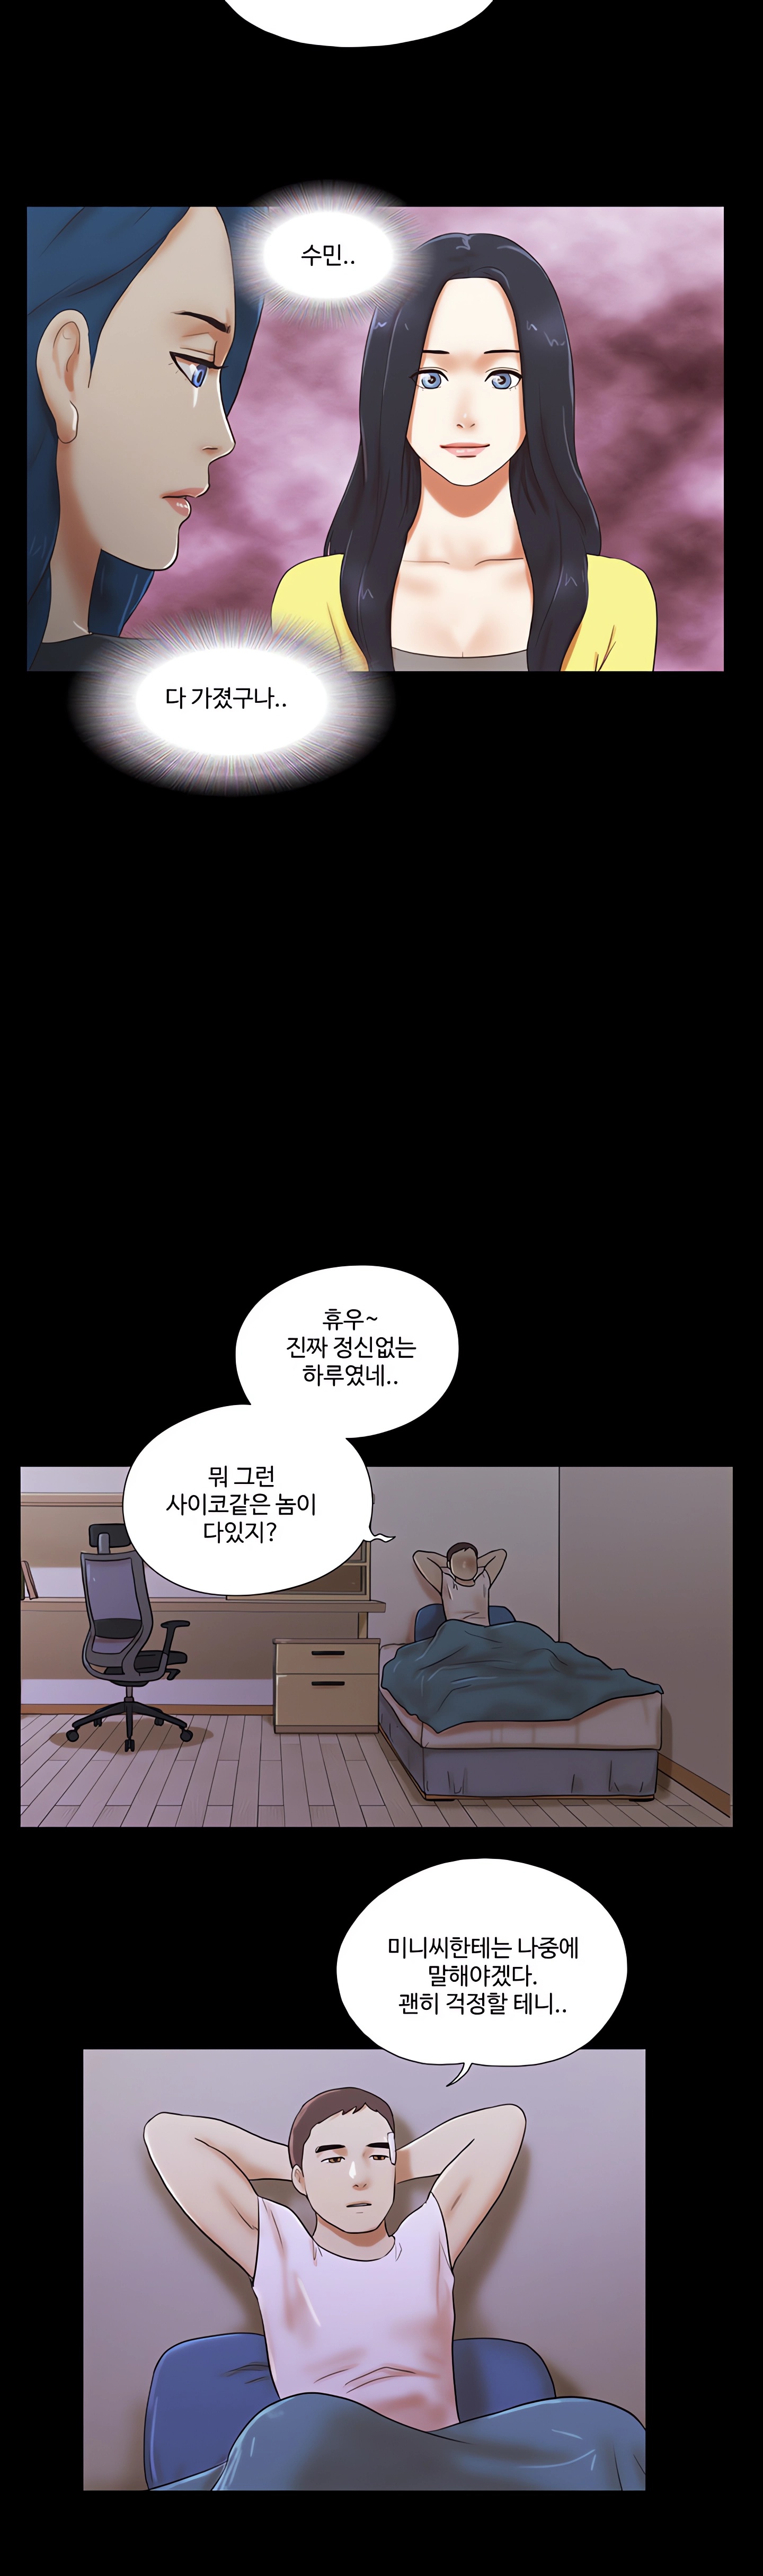 수민..
다 가졌구나..
휴우~
진짜 정신없는
하루였네..
뭐 그런
사이코같은 놈이
다있지?
미니씨한테는 나중에
말해야겠다.
괜히 걱정할 테니..